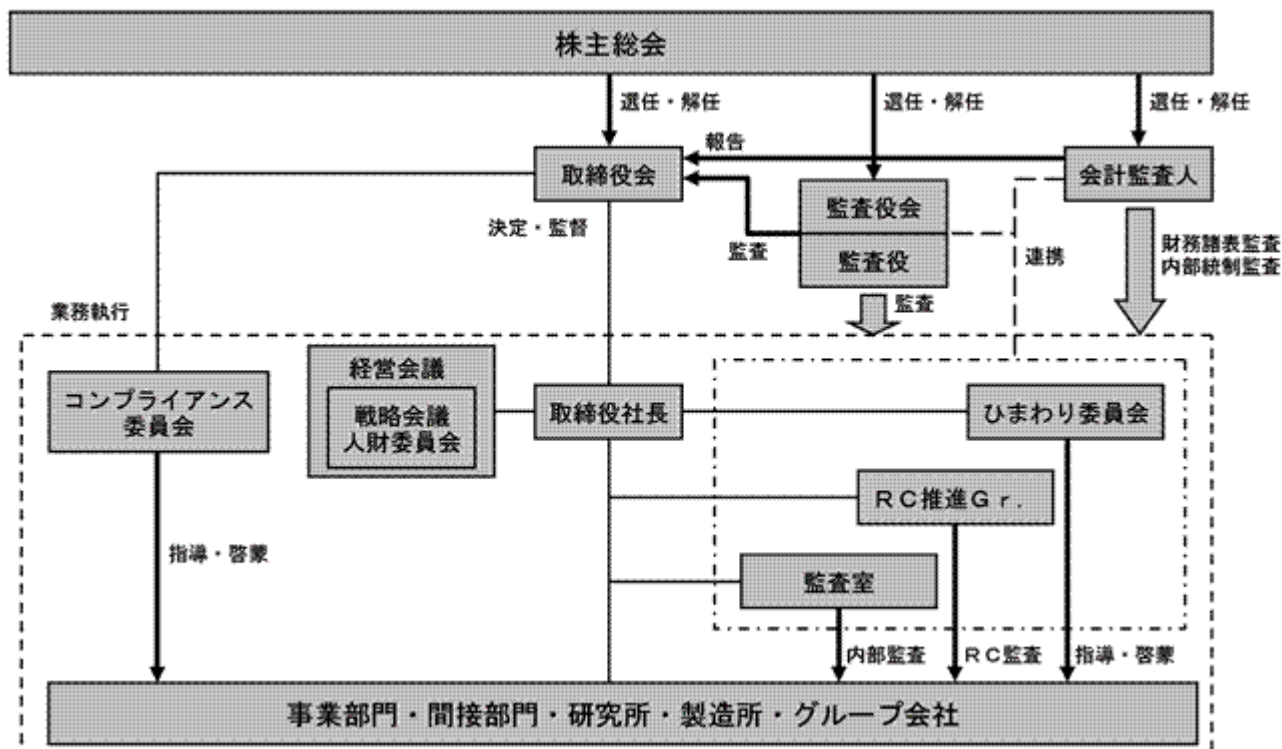 株主総会
選任・解任
選任・解任
選任・解任
報告
取締役会
会計監査人
監査役会
監査役
決定・監督
監査
連携
財務諸表監査
内部統制監査
監査
業務執行
経営会議
戦略会議
人財委員会
コンプライアンス
委員会
取締役社長
ひまわり委員会
RC推進Gr.
指導・啓蒙
監査室
内部監査
RC監査
指導・啓蒙
事業部門・間接部門・研究所・製造所・グループ会社